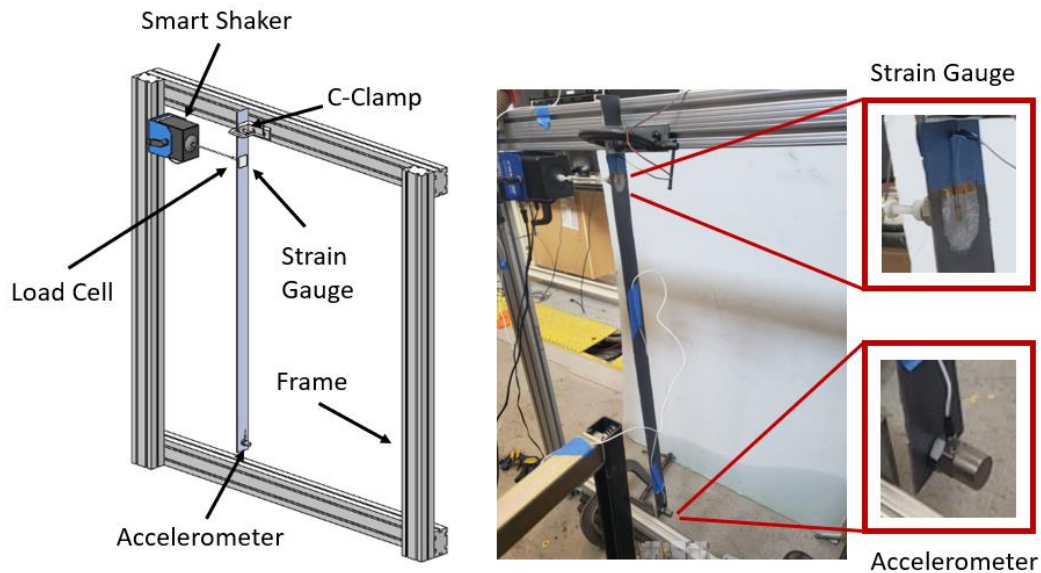 Smart Shaker
C-Clamp
Load Cell
Strain
Gauge
Frame
Accelerometer
Strain Gauge
Accelerometer